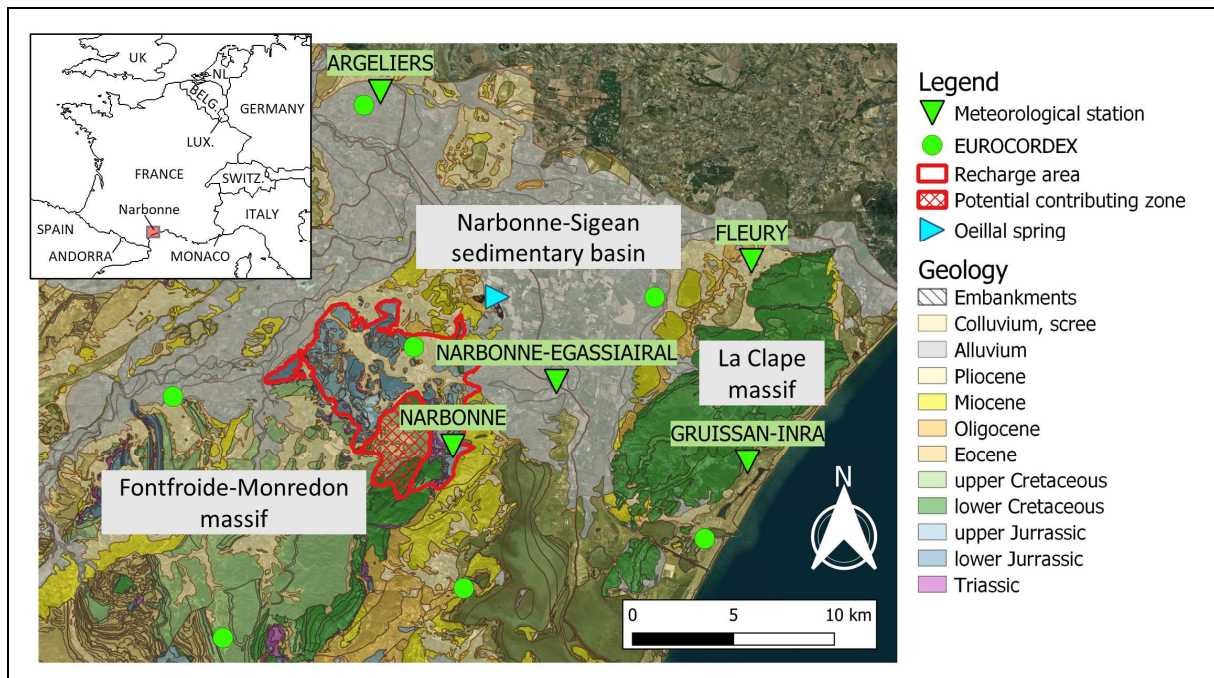 UK
NL
BELG.
GERMANY
LUX.
FRANCE
SWITZ.
Narbonne
ITALY
SPAIN
ANDORRA
MONACO
ARGELIERS
Narbonne-Sigean
sedimentary basin
FLEURY
NARBONNE-EGASSIAIRAL
La Clape
massif
NARBONNE
GRUISSAN-INRA
Fontfroide-Monredon
massif
N
0 5 10 km
Legend
Meteorological station
EUROCORDEX
Recharge area
Potential contributing zone
Oeillal spring
Geology
Embankments
Colluvium, scree
Alluvium
Pliocene
Miocene
Oligocene
Eocene
upper Cretaceous
lower Cretaceous
upper Jurrassic
lower Jurrassic
Triassic